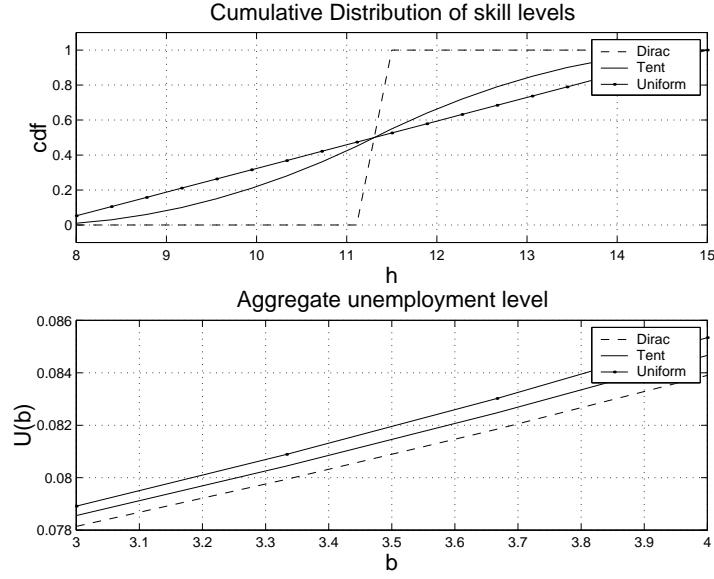 Cumulative Distribution of skill levels
1
0.8
0.6
0.4
0.2
0
cdf
Dirac
Tent
Uniform
8 9 10 11 12 13 14 15
h
Aggregate unemployment level
0.086
0.084
0.082
0.08
0.078
U(b)
Dirac
Tent
Uniform
3 3.1 3.2 3.3 3.4 3.5 3.6 3.7 3.8 3.9 4
b